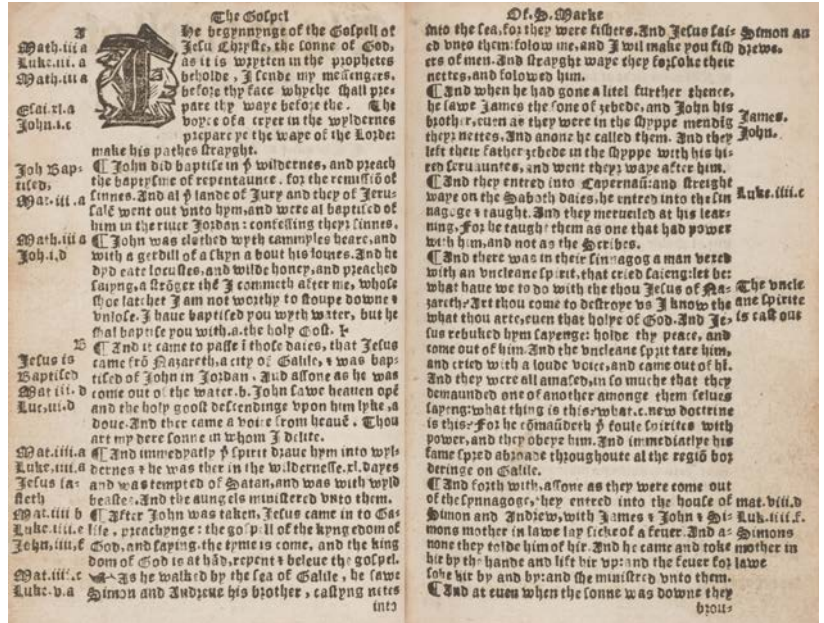 The Gospel
A
Math.iii a
Luke.iii. a
Math.iii a
Esai.xl.a
John.i.c
THe begynnynge of the Gospell of
Jesu Chryste, the sonne of God,
as it is wrytten in the prophetes
beholde, I sende my messengers,
before thy face whyche shall pre-
pare thy waye before the. The
voyce of a cryer in the wyldernes
prepare ye the waye of the Lorde:
make his pathes strayght.
Joh Bap-
tised,
Mat.iii.a
¶ John did baptise in þͤ wildernes, and preach
the baptysme of repentaunce. for the remissiō of
sinnes. And al þͤ lande of Jury and they of Jeru-
salē went out vnto hym, and were al baptised of
him in the riuer Jordan: confessing theyr sinnes.
Math.iii a
Joh.i,d
¶ John was clothed wyth cammyles heare, and
with a gerdill of a skyn a bout his loines. And he
dyd eate locustes, and wilde honey, and preached
saiyng, a strōger thē I commeth after me, whose
shoe latchet I am not worthy to stoupe downe ⁊
vnlose. I haue baptised you wyth water, but he
shal baptise you with.a. the holy Gost.
B
Jesus is
Baptised
Mat iii. d
Luc,iii.d
¶ And it came to passe ī those daies, that Jesus
came frō Nazareth, a city of Galile, ⁊ was bap-
tised of John in Jordan. And assone as he was
come out of the water.b. John sawe heauen opē
and the holy goost descendinge vpon him lyke, a
doue. And ther came a voice from heauē. Thou
art my dere sonne in whom I delite.
Mat.iiii.a
Luke,iiii.a
Jesus fa-
steth
¶ And immedyatly þͤ spirit draue hym into wyl-
dernes ⁊ he was ther in the wildernesse.xl.dayes
and was tempted of Satan, and was with wyld
beastes. And the aungels ministered vnto them.
Mat.iiii b
Luke.iiii.e
John,iiii,f
¶ After John was taken, Jesus came in to Ga-
life, preachynge: the gospell of the kyngedom of
God, and saying. the tyme is come, and the king
dom of God is at hād, repent ⁊ beleue the gospel.
Mat.iiii.c
Luke.v.a
As he walked by the sea of Galile, he sawe
Simon and Andreue his brother, castyng nites
into
Of.S.Marke
into the sea, for they were fishers. And Jesus sai-
ed vnto them: folow me, and I wil make you fish
ers of men. And strayght waye they forsoke their
nettes, and folowed him.
Simon an
drewe.
¶ And when he had gone a litel further thence,
he sawe James the sone of zebede, and John his
brother, euen as they were in the shyppe mendīg
theyr nettes. And anone he called them. And they
left their father zebede in the shyppe with his hi-
red seruauntes, and went theyr waye after him.
James.
John.
¶ And they entred into Capernaū: and streight
waye on the Saboth daies, he entred into the sin
nagoge ⁊ taught. And they merueiled at his lear-
ning, For he taught them as one that had power
with him, and not as the Scribes.
Luke.iiii.e
¶ And there was in their sinnagog a man vexed
with an vncleane spirit, that cried saieng: let be:
what haue we to do with the thou Jesus of Na-
zareth? Art thou come to destroye vs I know the
what thou arte, euen that holye of God. And Je-
sus rebuked hym sayenge: holde thy peace, and
come out of him. And the vncleane spirit tare him,
and cried with a loude voice, and came out of hī.
And they were all amased, in so muche that they
demaunded one of another amonge them selues
sayeng: what thing is this? what.c. new doctrine
is this? For he cōmaūdeth þͤ foule spirites with
power, and they obeye him. And immediatlye his
fame spred abroade throughoute al the regiō bor
deringe on Galile.
The vncle
ane spirite
is cast out
¶ And forth with, assone as they were come out
of the synnagoge, they entred into the house of
Simon and Andrew, with James ⁊ John ⁊ Si-
mons mother in lawe lay sicke of a feuer. And a-
none they tolde him of hir. And he came and toke
hir by the hande and lift hir vp: and the feuer for
soke hir by and by: and she ministred vnto them.
mat.viii.d
Luk.iiii.f.
Simons
mother in
lawe
¶ And at euen when the sonne was downe they
brou-